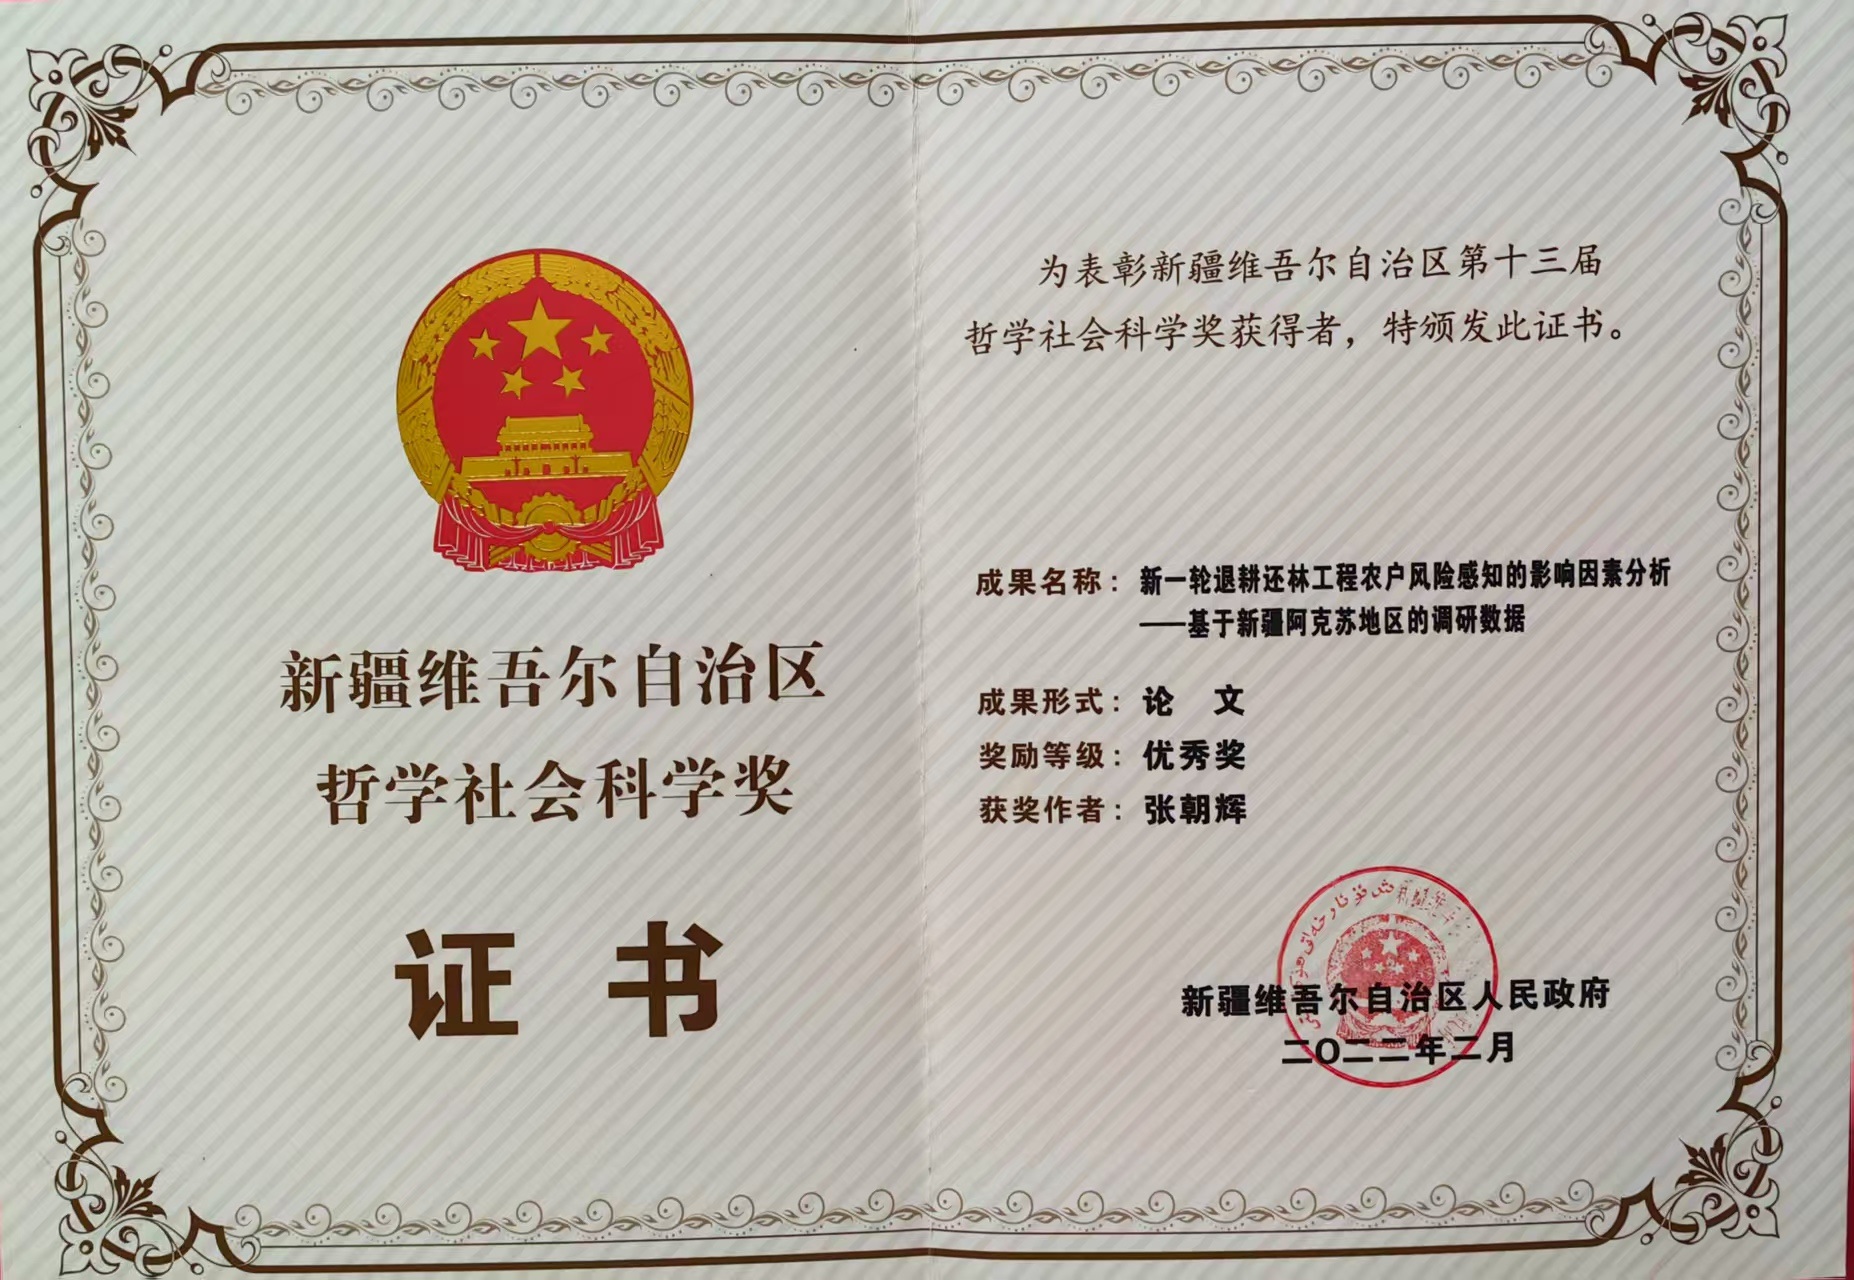 新疆维吾尔自治区
哲学社会科学奖
证 书
为表彰新疆维吾尔自治区第十三届
哲学社会科学奖获得者，特颁发此证书。
成果名称：新一轮退耕还林工程农户风险感知的影响因素分析
——基于新疆阿克苏地区的调研数据
成果形式：论 文
奖励等级：优秀奖
获奖作者：张朝辉
新疆维吾尔自治区人民政府
二〇二二年二月